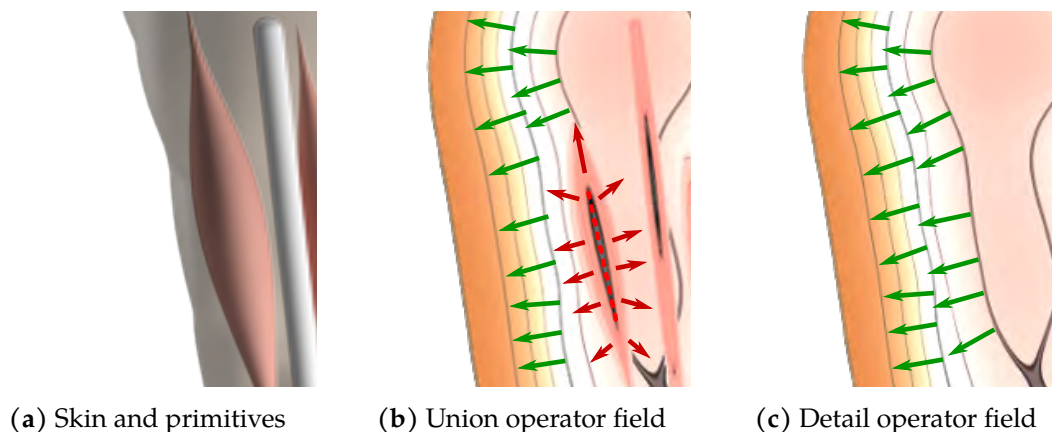 (a) Skin and primitives
(b) Union operator field
(c) Detail operator field